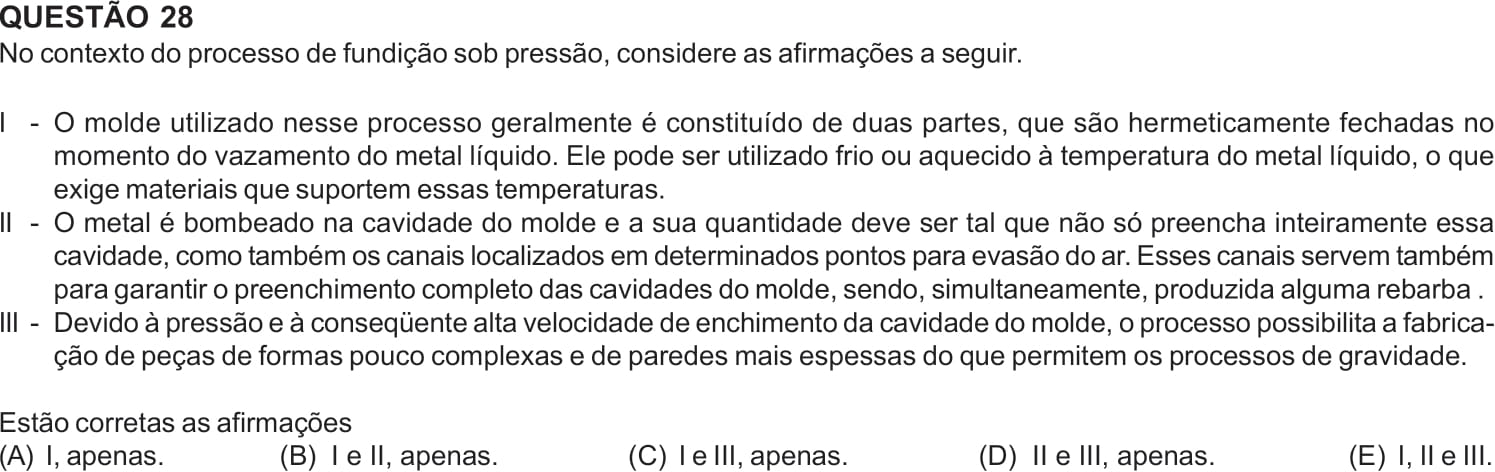 QUESTÃO 28
No contexto do processo de fundição sob pressão, considere as afirmações a seguir.
I - O molde utilizado nesse processo geralmente é constituído de duas partes, que são hermeticamente fechadas no
momento do vazamento do metal líquido. Ele pode ser utilizado frio ou aquecido à temperatura do metal líquido, o que
exige materiais que suportem essas temperaturas.
II - O metal é bombeado na cavidade do molde e a sua quantidade deve ser tal que não só preencha inteiramente essa
cavidade, como também os canais localizados em determinados pontos para evasão do ar. Esses canais servem também
para garantir o preenchimento completo das cavidades do molde, sendo, simultaneamente, produzida alguma rebarba .
III - Devido à pressão e à conseqüente alta velocidade de enchimento da cavidade do molde, o processo possibilita a fabrica-
ção de peças de formas pouco complexas e de paredes mais espessas do que permitem os processos de gravidade.
Estão corretas as afirmações
(A) I, apenas. (B) I e II, apenas. (C) I e III, apenas. (D) II e III, apenas. (E) I, II e III.